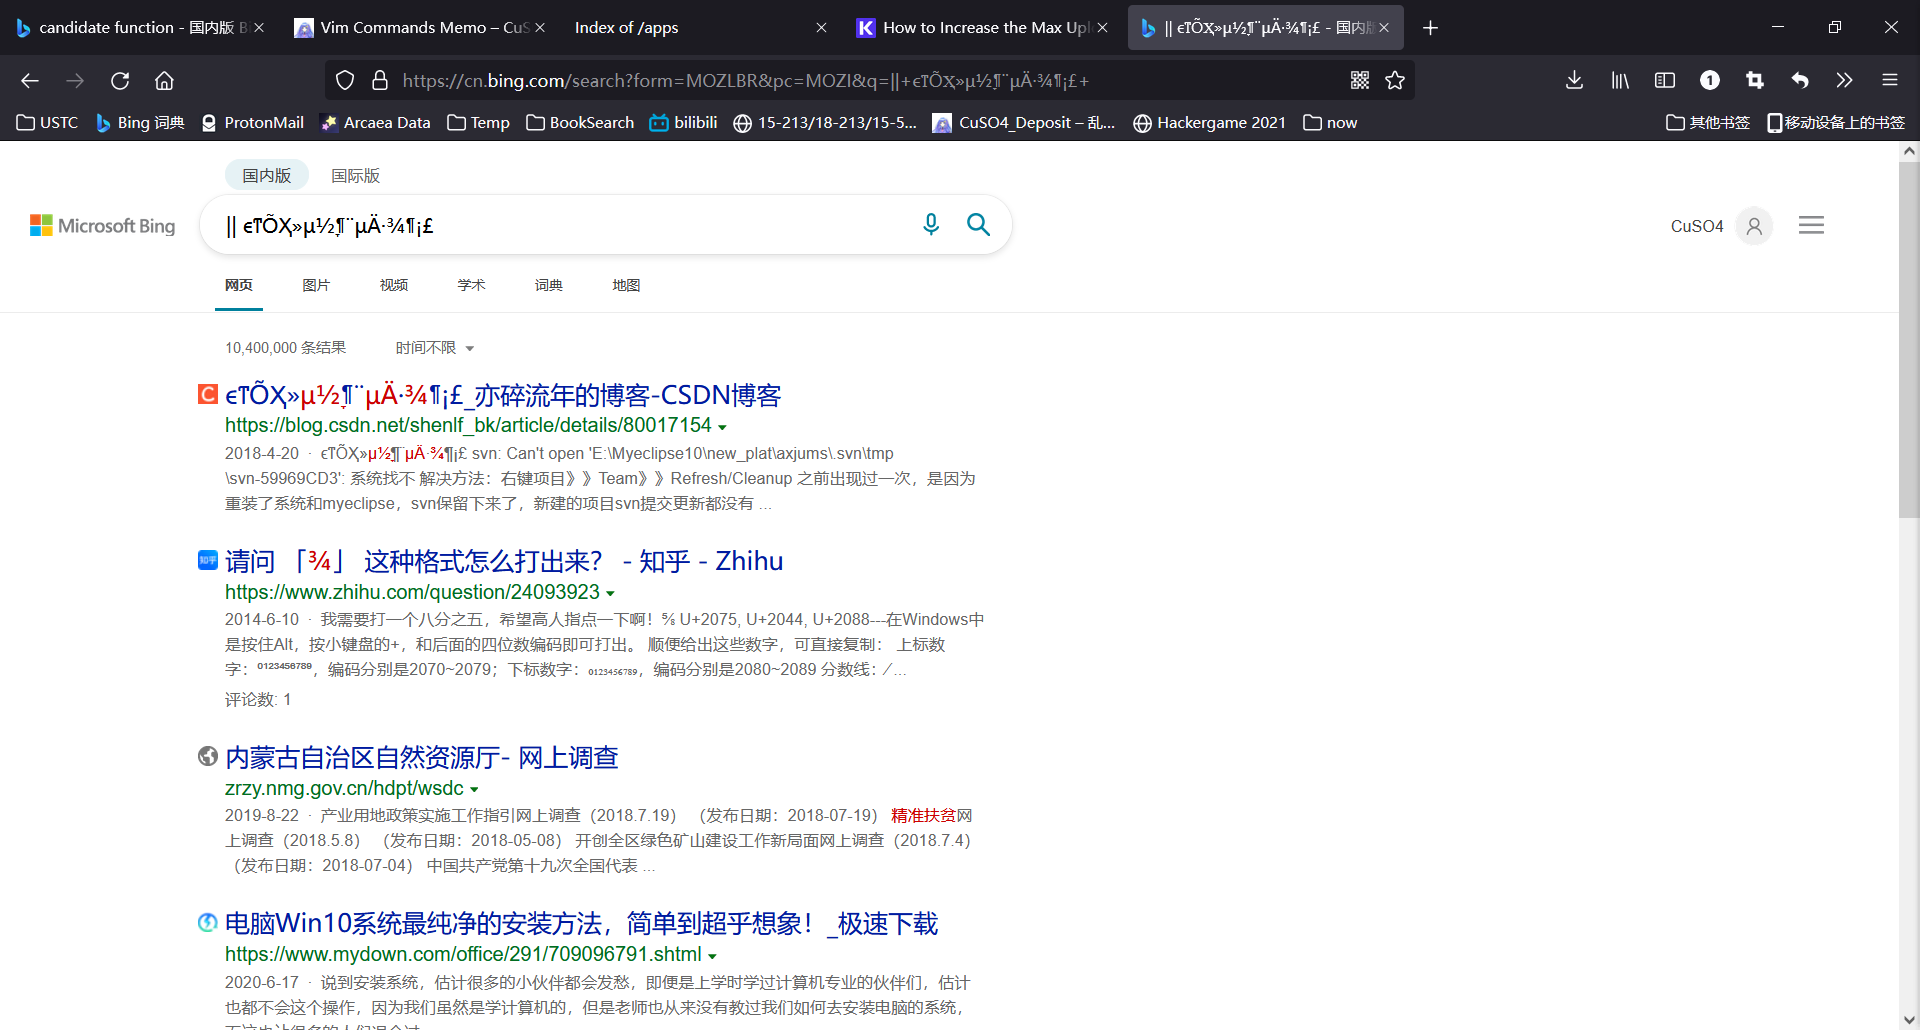 candidate function - 国内版 Bi
Vim Commands Memo – CuS
Index of /apps
How to Increase the Max Upl
|| ϵͳÕÒ²»µ½Ö¸¶¨µÄ·¾¶¡£ - 国内版
https://cn.bing.com/search?form=MOZLBR&pc=MOZI&q=||+ϵͳÕÒ²»µ½Ö¸¶¨µÄ·¾¶¡£+
USTC
Bing 词典
ProtonMail
Arcaea Data
Temp
BookSearch
bilibili
15-213/18-213/15-5...
CuSO4_Deposit – 乱...
Hackergame 2021
now
其他书签
移动设备上的书签
国内版 国际版
Microsoft Bing
CuSO4
网页 图片 视频 学术 词典 地图
10,400,000 条结果 时间不限
_亦碎流年的博客-CSDN博客
https://blog.csdn.net/shenlf_bk/article/details/80017154
2018-4-20 · svn: Can't open 'E:\Myeclipse10\new_plat\axjums\.svn\tmp
\svn-59969CD3': 系统找不 解决方法：右键项目》》Team》》Refresh/Cleanup 之前出现过一次，是因为
重装了系统和myeclipse，svn保留下来了，新建的项目svn提交更新都没有 ...
请问 「¾」 这种格式怎么打出来？ - 知乎 - Zhihu
https://www.zhihu.com/question/24093923
2014-6-10 · 我需要打一个八分之五，希望高人指点一下啊！⁵⁄₈ U+2075, U+2044, U+2088---在Windows中
是按住Alt，按小键盘的+，和后面的四位数编码即可打出。 顺便给出这些数字，可直接复制： 上标数
字：⁰¹²³⁴⁵⁶⁷⁸⁹，编码分别是2070~2079；下标数字：₀₁₂₃₄₅₆₇₈₉，编码分别是2080~2089 分数线：⁄ ...
评论数: 1
内蒙古自治区自然资源厅- 网上调查
zrzy.nmg.gov.cn/hdpt/wsdc
2019-8-22 · 产业用地政策实施工作指引网上调查（2018.7.19） （发布日期：2018-07-19） 精准扶贫网
上调查（2018.5.8） （发布日期：2018-05-08） 开创全区绿色矿山建设工作新局面网上调查（2018.7.4）
（发布日期：2018-07-04） 中国共产党第十九次全国代表 ...
电脑Win10系统最纯净的安装方法，简单到超乎想象！_极速下载
https://www.mydown.com/office/291/709096791.shtml
2020-6-17 · 说到安装系统，估计很多的小伙伴都会发愁，即便是上学时学过计算机专业的伙伴们，估计
也都不会这个操作，因为我们虽然是学计算机的，但是老师也从来没有教过我们如何去安装电脑的系统，